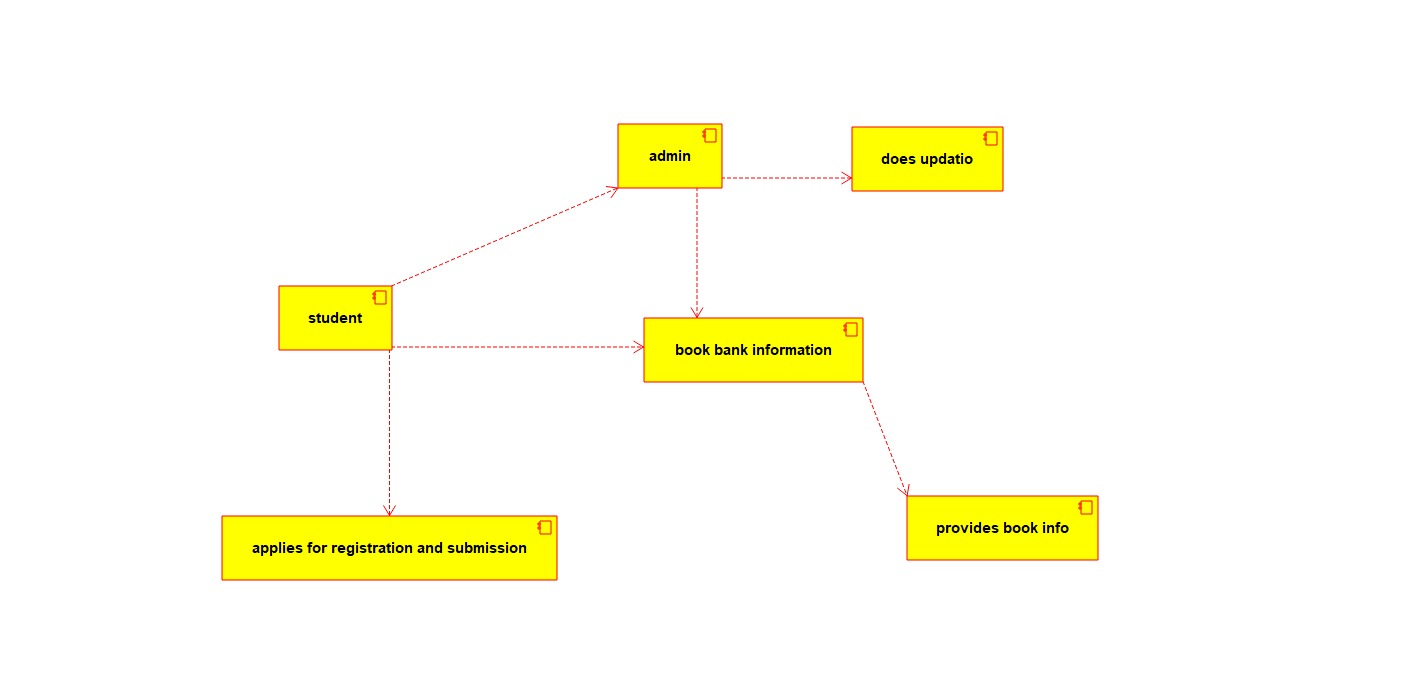 admin
does updatio
student
book bank information
provides book info
applies for registration and submission